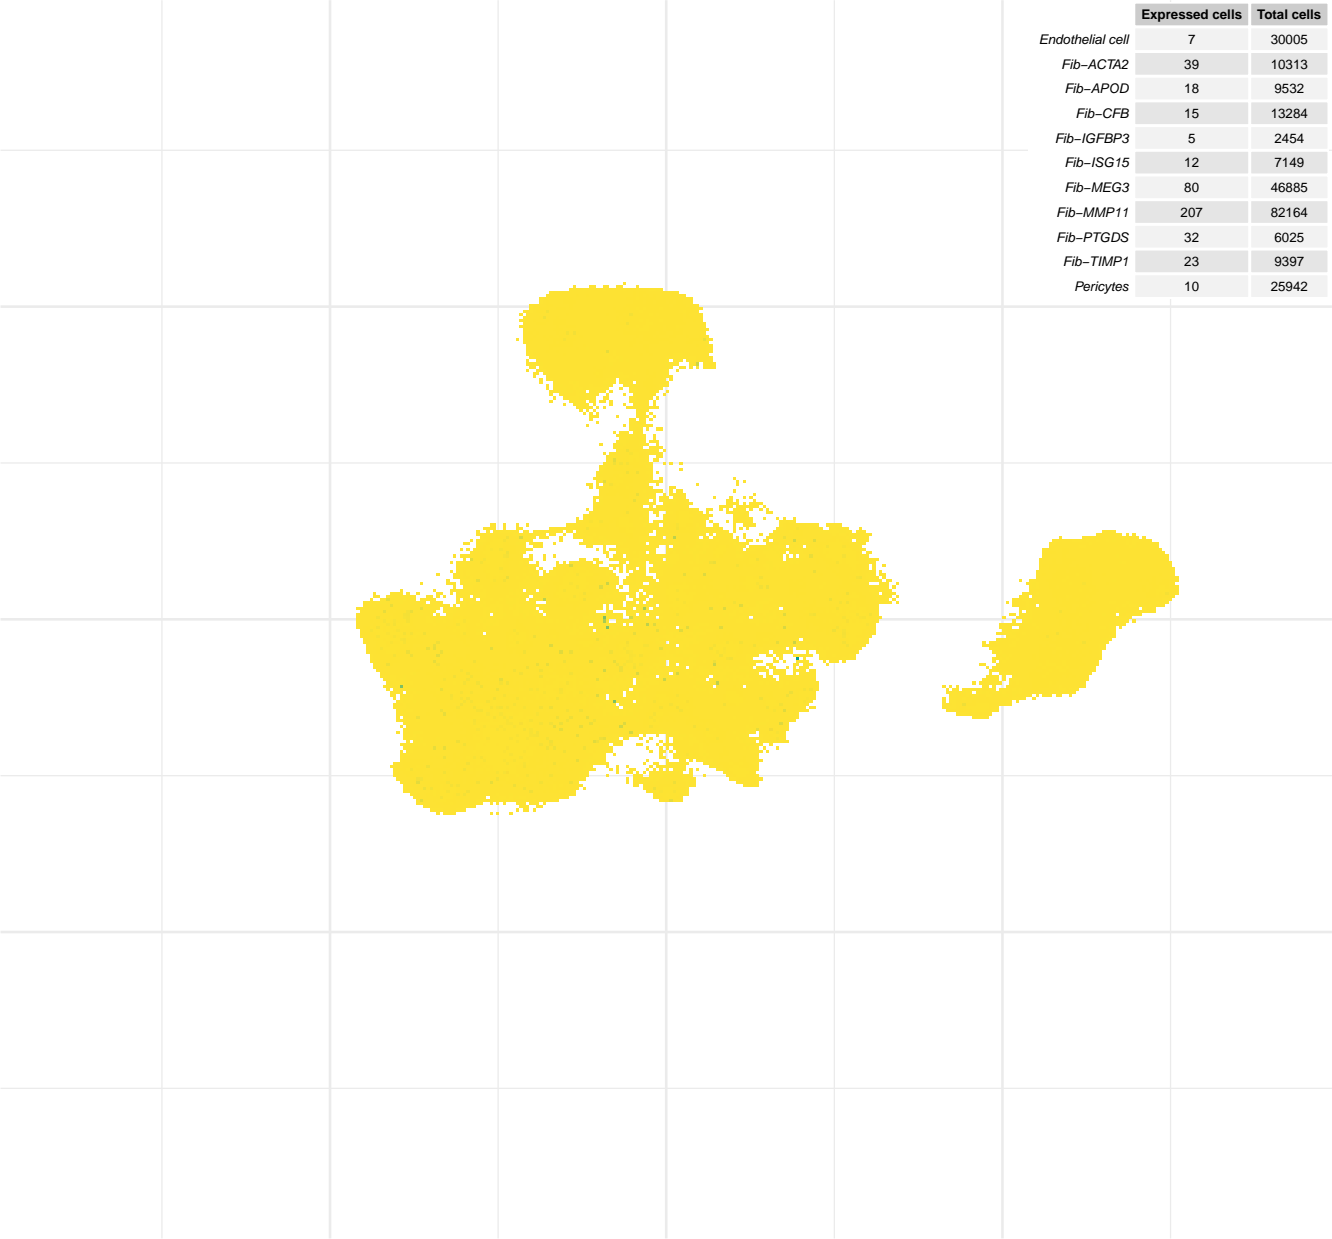 Expressed cells Total cells
Endothelial cell 7 30005
Fib−ACTA2 39 10313
Fib−APOD 18 9532
Fib−CFB 15 13284
Fib−IGFBP3 5 2454
Fib−ISG15 12 7149
Fib−MEG3 80 46885
Fib−MMP11 207 82164
Fib−PTGDS 32 6025
Fib−TIMP1 23 9397
Pericytes 10 25942